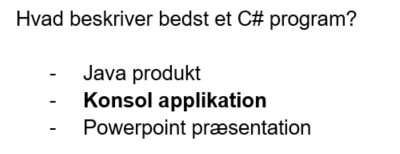 Hvad beskriver bedst et C# program?
- Java produkt
- Konsol applikation
- Powerpoint præsentation